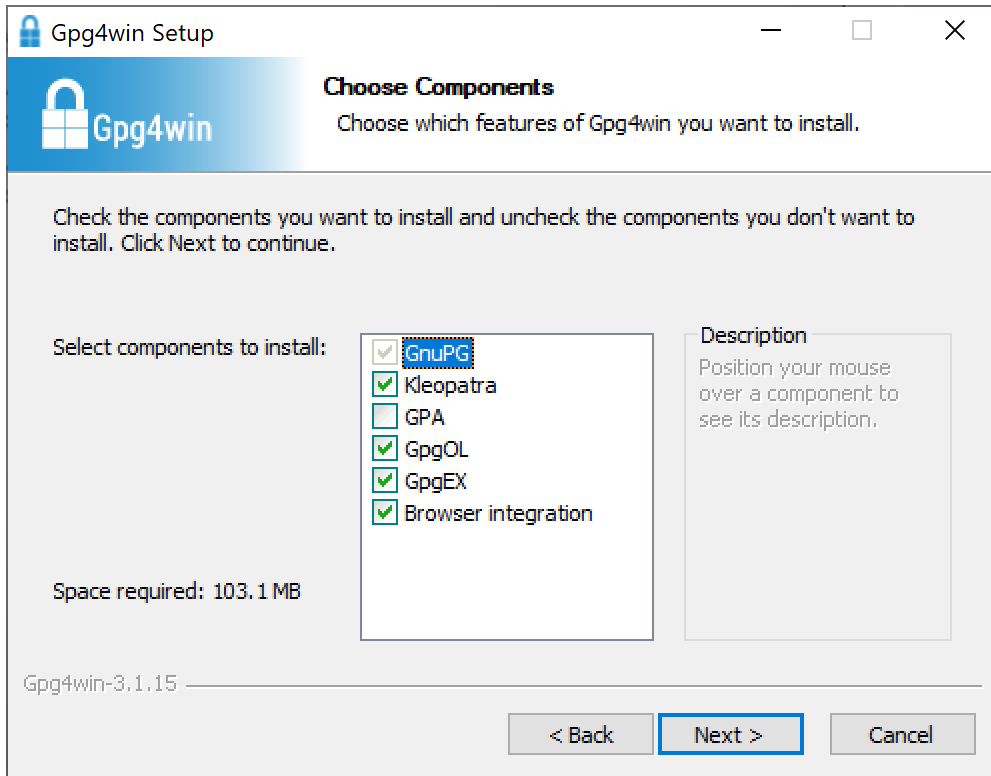 Gpg4win Setup
Gpg4win
Choose Components
Choose which features of Gpg4win you want to install.
Check the components you want to install and uncheck the components you don't want to
install. Click Next to continue.
Select components to install:
GnuPG
Kleopatra
GPA
GpgOL
GpgEX
Browser integration
Description
Position your mouse
over a component to
see its description.
Space required: 103.1 MB
Gpg4win-3.1.15
< Back
Next >
Cancel